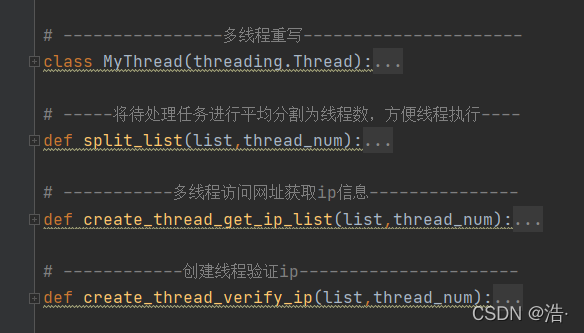 # ----------------多线程重写----------------------
class MyThread(threading.Thread):...
# -----将待处理任务进行平均分割为线程数，方便线程执行----
def split_list(list,thread_num):...
# -----------多线程访问网址获取ip信息---------------
def create_thread_get_ip_list(list,thread_num):...
# ------------创建线程验证ip----------------------
def create_thread_verify_ip(list,thread_num):...
CSDN @浩·